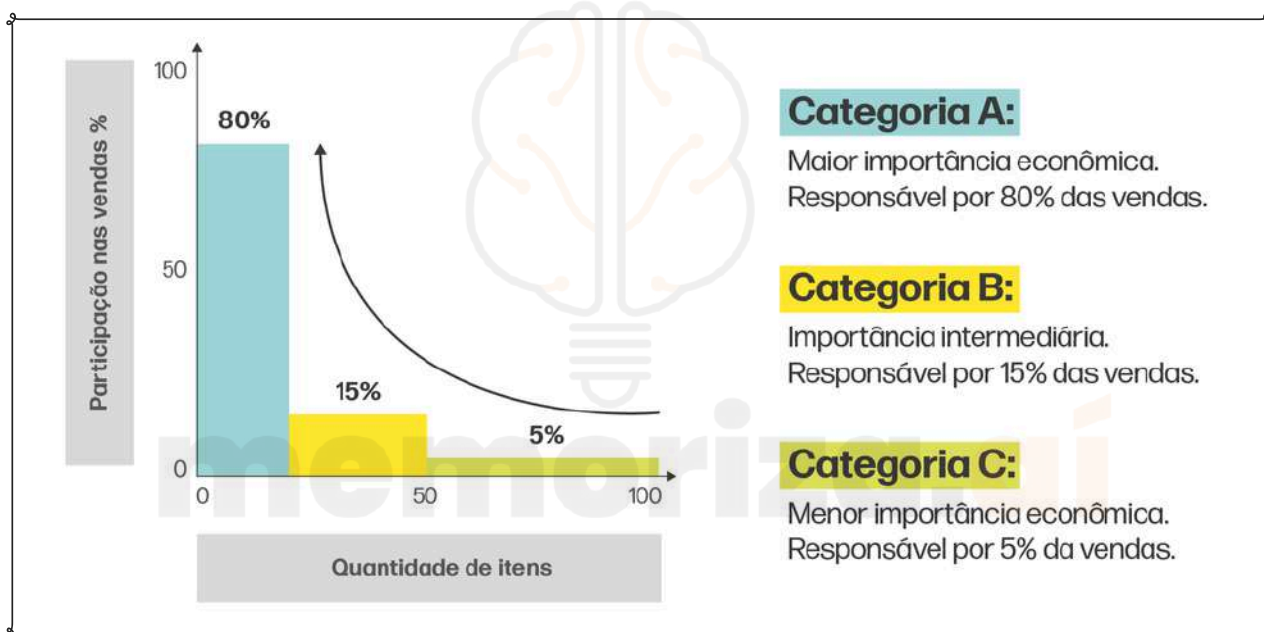 Participação nas vendas %
100
50
0
80%
15%
5%
0
50
100
Quantidade de itens
Categoria A:
Maior importância econômica.
Responsável por 80% das vendas.
Categoria B:
Importância intermediária.
Responsável por 15% das vendas.
Categoria C:
Menor importância econômica.
Responsável por 5% da vendas.
memoriza.aí